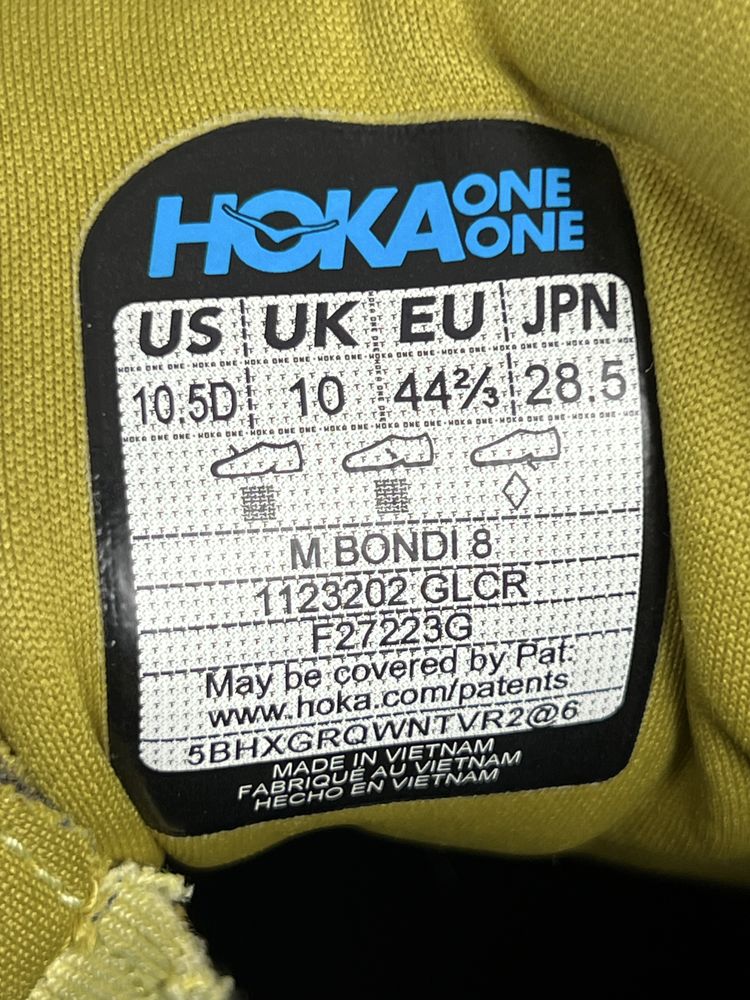 HOKA ONE ONE
US UK EU JPN
10.5D 10 44⅔ 28.5
M BONDI 8
1123202 GLCR
F27223G
May be covered by Pat:
www.hoka.com/patents
5BHXGRQWNTVR2@6
MADE IN VIETNAM
FABRIQUÉ AU VIETNAM
HECHO EN VIETNAM